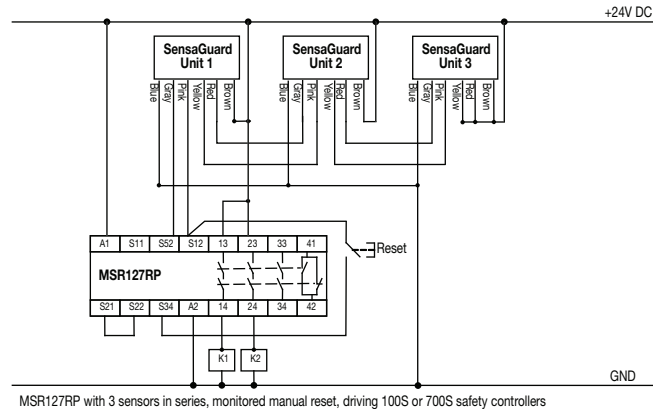 +24V DC
SensaGuard
Unit 1
SensaGuard
Unit 2
SensaGuard
Unit 3
Blue
Gray
Pink
Yellow
Red
Brown
Blue
Gray
Pink
Yellow
Red
Brown
Blue
Gray
Pink
Yellow
Red
Brown
A1 S11 S52 S12 13 23 33 41
Reset
MSR127RP
S21 S22 S34 A2 14 24 34 42
K1 K2
GND
MSR127RP with 3 sensors in series, monitored manual reset, driving 100S or 700S safety controllers